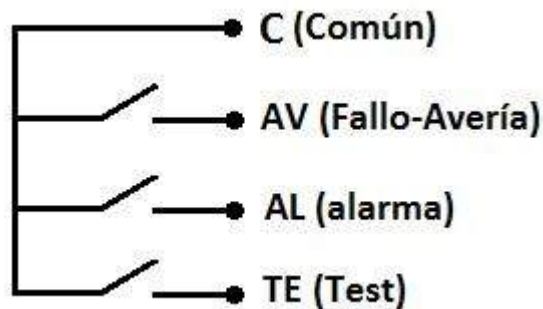 C (Común)
AV (Fallo-Avería)
AL (alarma)
TE (Test)